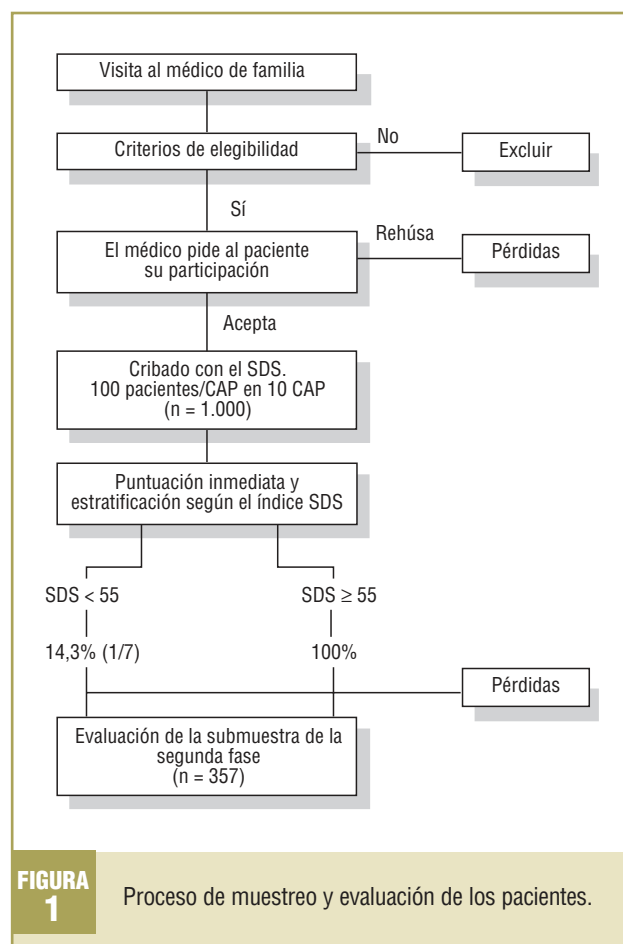 Visita al médico de familia
Criterios de elegibilidad
No
Excluir
Sí
El médico pide al paciente
su participación
Rehúsa
Pérdidas
Acepta
Cribado con el SDS.
100 pacientes/CAP en 10 CAP
(n = 1.000)
Puntuación inmediata y
estratificación según el índice SDS
SDS < 55
SDS ≥ 55
14,3% (1/7)
100%
Pérdidas
Evaluación de la submuestra de la
segunda fase
(n = 357)
FIGURA
1
Proceso de muestreo y evaluación de los pacientes.